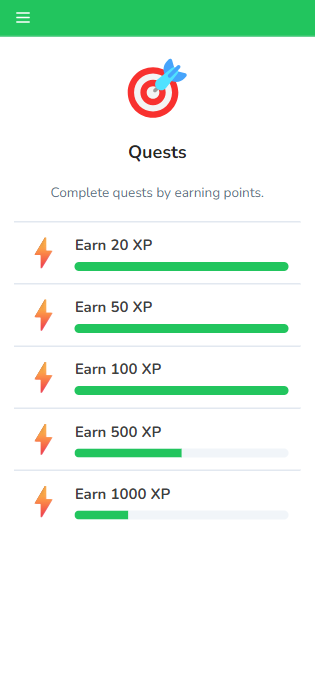 Quests
Complete quests by earning points.
Earn 20 XP
Earn 50 XP
Earn 100 XP
Earn 500 XP
Earn 1000 XP